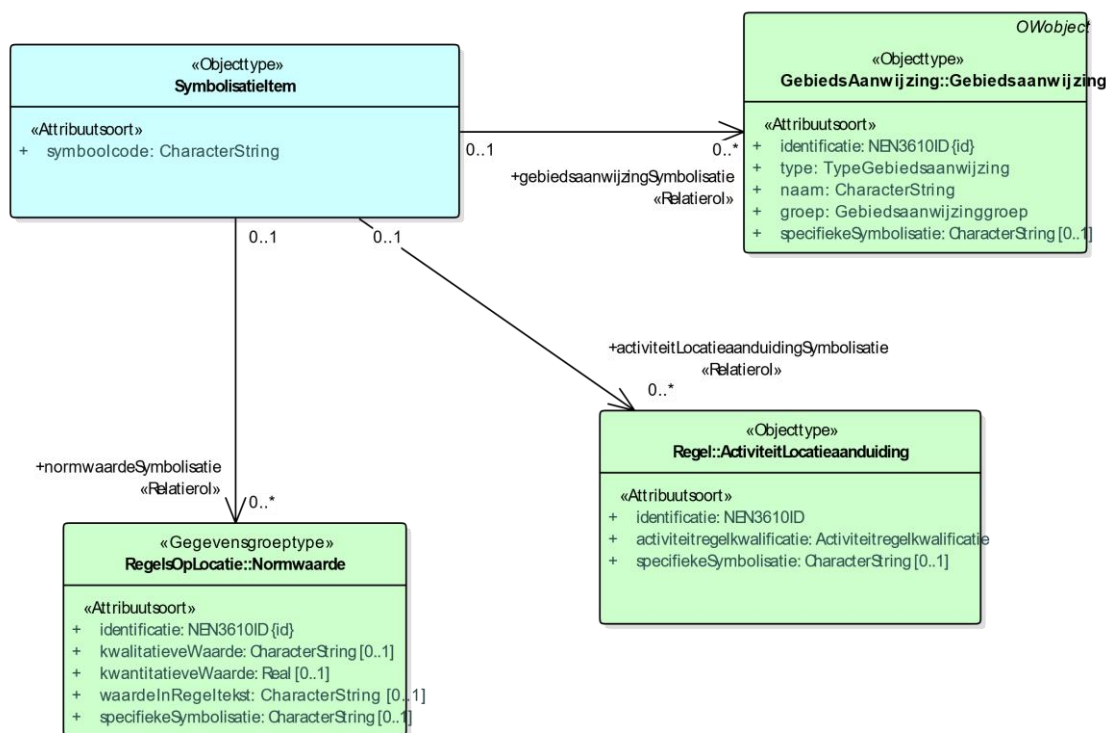 «Objecttype»
SymbolisatieItem
«Attribuutsoort»
+ symboolcode: CharacterString
OWobject
«Objecttype»
GebiedsAanwijzing::Gebiedsaanwijzing
«Attribuutsoort»
+ identificatie: NEN3610ID {id}
+ type: TypeGebiedsaanwijzing
+ naam: CharacterString
+ groep: Gebiedsaanwijzinggroep
+ specifiekeSymbolisatie: CharacterString [0..1]
0..1
0..*
+gebiedsaanwijzingSymbolisatie
«Relatierol»
0..1
0..1
+activiteitLocatieaanduidingSymbolisatie
«Relatierol»
0..*
«Objecttype»
Regel::ActiviteitLocatieaanduiding
«Attribuutsoort»
+ identificatie: NEN3610ID
+ activiteitregelkwalificatie: Activiteitregelkwalificatie
+ specifiekeSymbolisatie: CharacterString [0..1]
+normwaardeSymbolisatie
«Relatierol»
0..*
«Gegevensgroeptype»
RegelsOpLocatie::Normwaarde
«Attribuutsoort»
+ identificatie: NEN3610ID {id}
+ kwalitatieveWaarde: CharacterString [0..1]
+ kwantitatieveWaarde: Real [0..1]
+ waardeInRegeltekst: CharacterString [0..1]
+ specifiekeSymbolisatie: CharacterString [0..1]